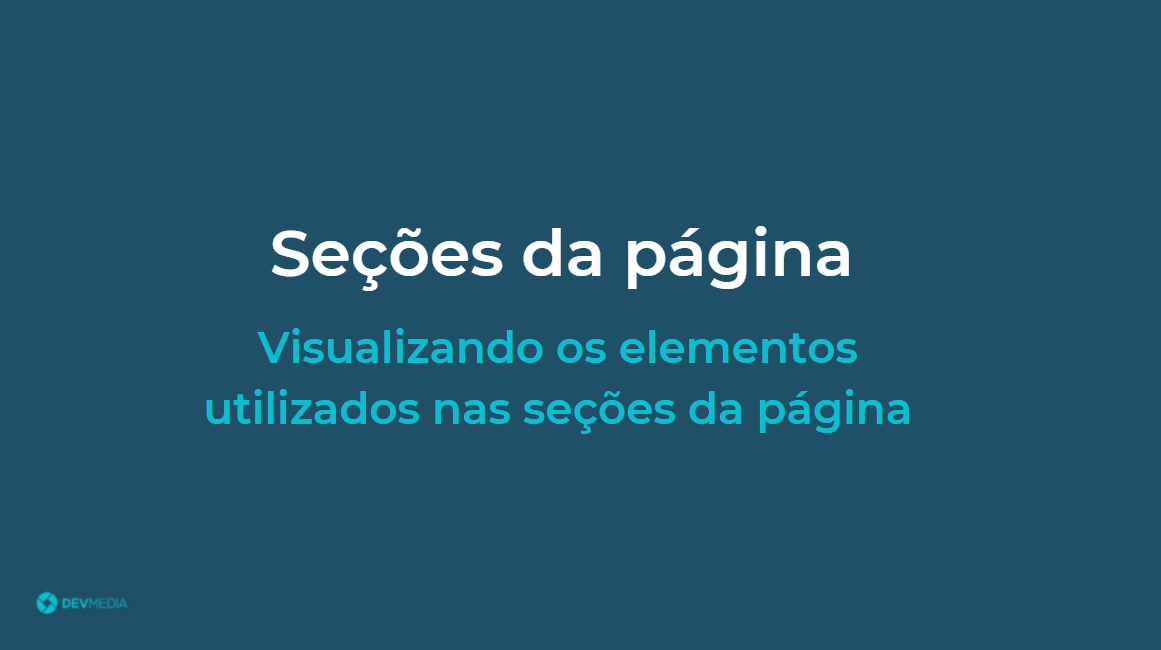 Seções da página
Visualizando os elementos
utilizados nas seções da página
DEVMEDIA